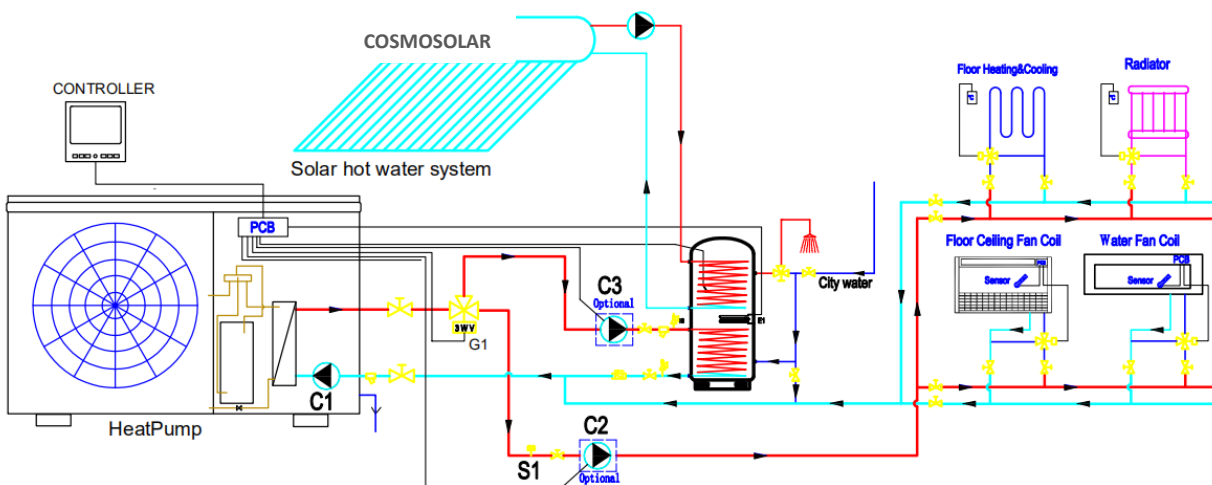 COSMOSOLAR
CONTROLLER
Solar hot water system
Floor Heating&Cooling
Radiator
PCB
Floor Ceiling Fan Coil
Water Fan Coil
PCB
Sensor
Sensor
City water
C3
Optional
E1
3WV
G1
C1
HeatPump
C2
Optional
S1